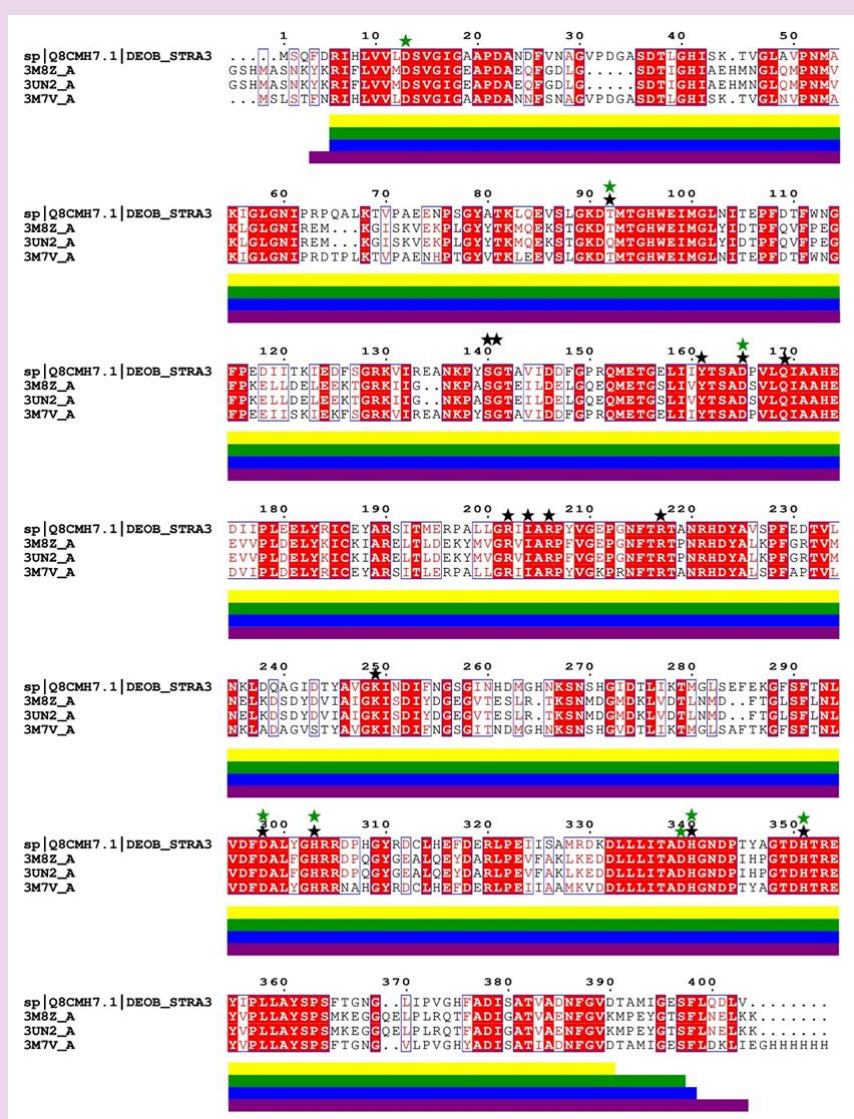 1 10 20 30 40 50
sp|Q8CMH7.1|DEOB_STRA3 .....MSQFDRIHLVVLDSVGIGAAPDANDFVNAGVPDGASDTLGHISK.TVGLAVPNMA
3M8Z_A GSHMASNKYKRIFLVVMDSVGIGEAPDAEQFGDLG.....SDTLGHIAEHMNGLQMPNMV
3UN2_A GSHMASNKYKRIFLVVMDSVGIGEAPDAEQFGDLG.....SDTLGHIAEHMNGLQMPNMV
3M7V_A ...MSLSTFNRIHLVVLDSVGIGAAPDANNFSNAGVPDGASDTLGHISK.TVGLNVPNMA
60 70 80 90 100 110
sp|Q8CMH7.1|DEOB_STRA3 KIGLGNIPRPQALKTVPAEENPSGYATKLQEVSLGKDTMTGHWEIMGLNITEPFDTFWNG
3M8Z_A KLGLGNIREM...KGISKVEKPLGYYTKMQEKSTGKDTMTGHWEIMGLYIDTPFQVFPEG
3UN2_A KLGLGNIREM...KGISKVEKPLGYYTKMQEKSTGKDQMTGHWEIMGLYIDTPFQVFPEG
3M7V_A KIGLGNIPRDTPLKTVPAENHPTGYVTKLEEVSLGKDTMTGHWEIMGLNITEPFDTFWNG
120 130 140 150 160 170
sp|Q8CMH7.1|DEOB_STRA3 FPEDIITKIEDFSGRKVIREANKPYSGTAVIDDFGPRQMETGELIIYTSADPVLQIAAHE
3M8Z_A FPKELLDELEEKTGRKIIG..NKPASGTEILDELGQEQMETGSLIVYTSADSVLQIAAHE
3UN2_A FPKELLDELEEKTGRKIIG..NKPASGTEILDELGQEQMETGSLIVYTSADSVLQIAAHE
3M7V_A FPEEIISKIEKFSGRKVIREANKPYSGTAVIDDFGPRQMETGELIIYTSADPVLQIAAHE
180 190 200 210 220 230
sp|Q8CMH7.1|DEOB_STRA3 DIIPLEELYRICEYARSITMERPALLGRIIARPYVGEPGNFTRTANRHDYAVSPFEDTVL
3M8Z_A EVVPLDELYKICKIARELTLDEKYMVGRVIARPFVGEPGNFTRTPNRHDYALKPFGRTVM
3UN2_A EVVPLDELYKICKIARELTLDEKYMVGRVIARPFVGEPGNFTRTPNRHDYALKPFGRTVM
3M7V_A DVIPLDELYRICEYARSITLERPALLGRIIARPYVGKPRNFTRTANRHDYALSPFAPTVL
240 250 260 270 280 290
sp|Q8CMH7.1|DEOB_STRA3 NKLDQAGIDTYAVGKINDIFNGSGINHDMGHNKSNSHGIDTLIKTMGLSEFEKGFSFTNL
3M8Z_A NELKDSDYDVIAIGKISDIYDGEGVTESLR.TKSNMDGMDKLVDTLNMD..FTGLSFLNL
3UN2_A NELKDSDYDVIAIGKISDIYDGEGVTESLR.TKSNMDGMDKLVDTLNMD..FTGLSFLNL
3M7V_A NKLADAGVSTYAVGKINDIFNGSGITNDMGHNKSNSHGVDTLIKTMGLSAFTKGFSFTNL
300 310 320 330 340 350
sp|Q8CMH7.1|DEOB_STRA3 VDFDALYGHRRDPHGYRDCLHEFDERLPEIISAMRDKDLLLITADHGNDPTYAGTDHTRE
3M8Z_A VDFDALFGHRRDPQGYGEALQEYDARLPEVFAKLKEDDLLLITADHGNDPIHPGTDHTRE
3UN2_A VDFDALFGHRRDPQGYGEALQEYDARLPEVFAKLKEDDLLLITADHGNDPIHPGTDHTRE
3M7V_A VDFDALYGHRRNAHGYRDCLHEFDERLPEIIAAMKVDDLLLITADHGNDPTYAGTDHTRE
360 370 380 390 400
sp|Q8CMH7.1|DEOB_STRA3 YIPLLAYSPSFTGNG..LIPVGHFADISATVADNFGVDTAMIGESFLQDLV........
3M8Z_A YVPLLAYSPSMKEGGQELPLRQTFADIGATVAENFGVKMPEYGTSFLNELKK.......
3UN2_A YVPLLAYSPSMKEGGQELPLRQTFADIGATVAENFGVKMPEYGTSFLNELKK.......
3M7V_A YVPLLAYSPSFTGNG..VLPVGHYADISATIADNFGVDTAMIGESFLDKLIEGHHHHHH